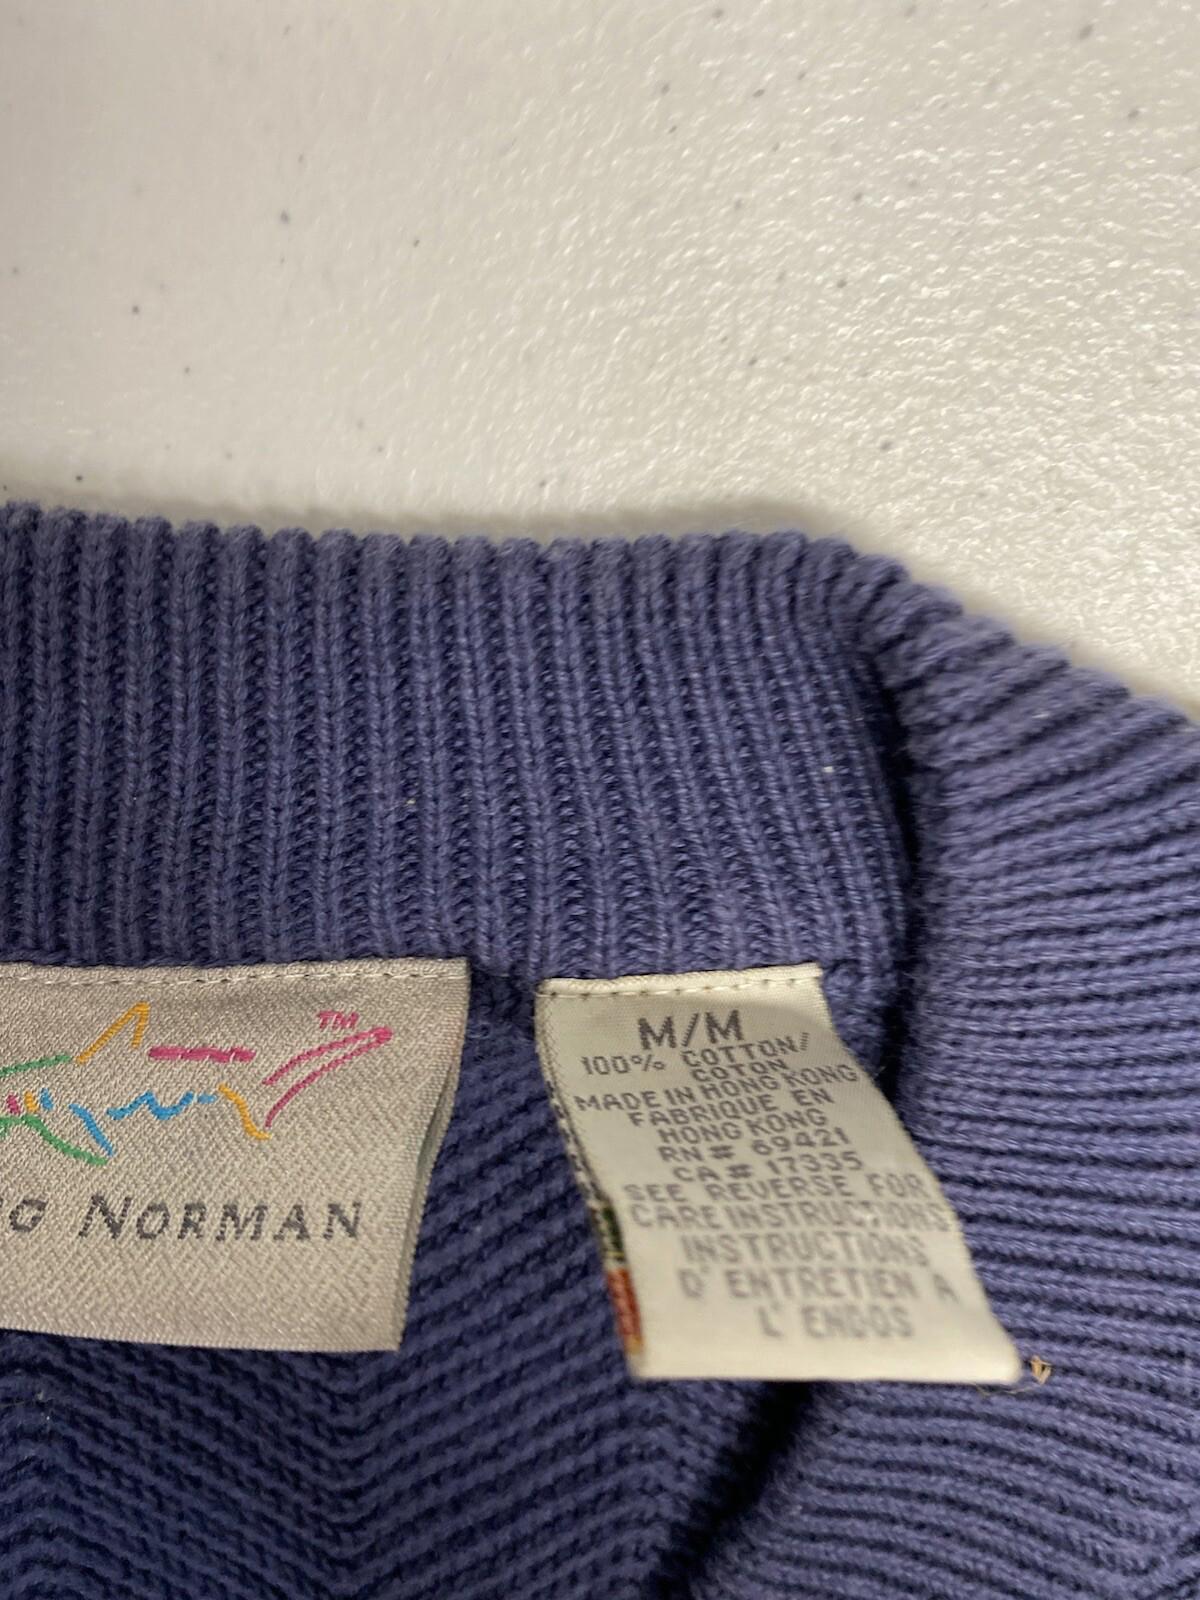 TM
G NORMAN
M/M
100% COTTON/
COTON
MADE IN HONG KONG
FABRIQUE EN
HONG KONG
RN# 69421
CA# 17335
SEE REVERSE FOR
CARE INSTRUCTIONS
INSTRUCTIONS
D' ENTRETIEN A
L' ENDOS